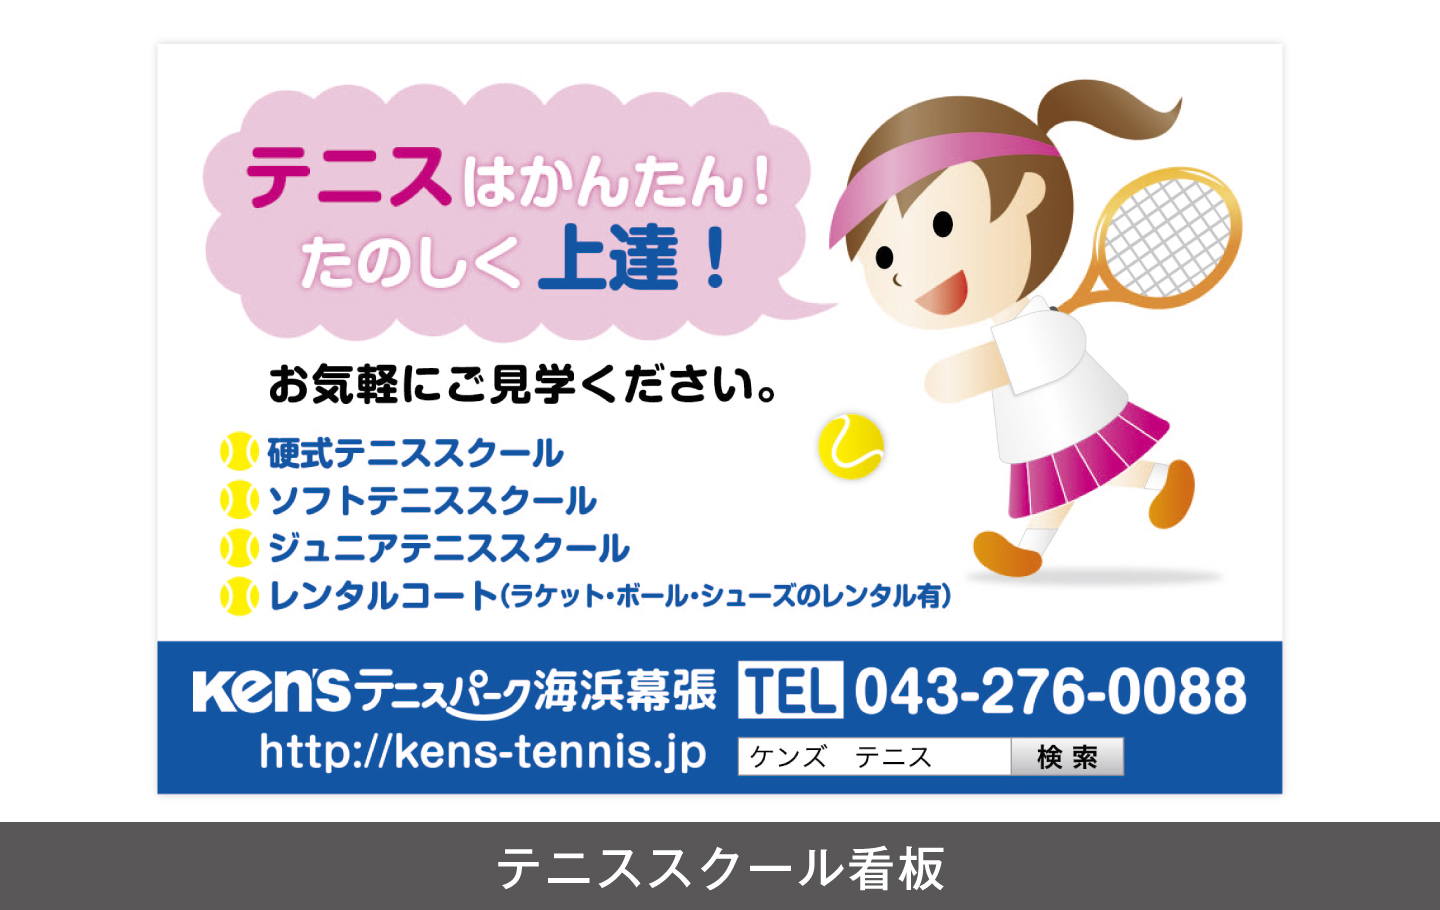 テニスはかんたん！
たのしく上達！
お気軽にご見学ください。
硬式テニススクール
ソフトテニススクール
ジュニアテニススクール
レンタルコート（ラケット・ボール・シューズのレンタル有）
Ken'sテニスパーク海浜幕張 TEL 043-276-0088
http://kens-tennis.jp ケンズ　テニス 検索
テニススクール看板